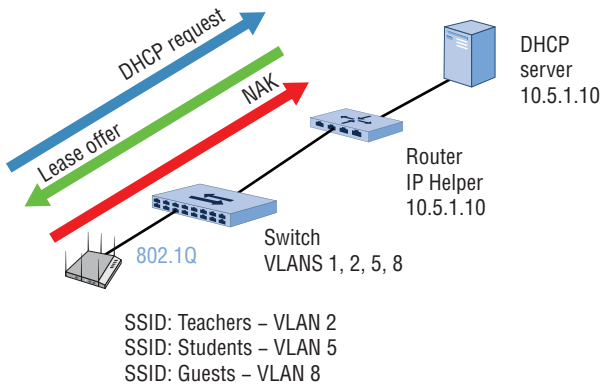 DHCP request
Lease offer
NAK
DHCP
server
10.5.1.10
Router
IP Helper
10.5.1.10
802.1Q
Switch
VLANS 1, 2, 5, 8
SSID: Teachers – VLAN 2
SSID: Students – VLAN 5
SSID: Guests – VLAN 8